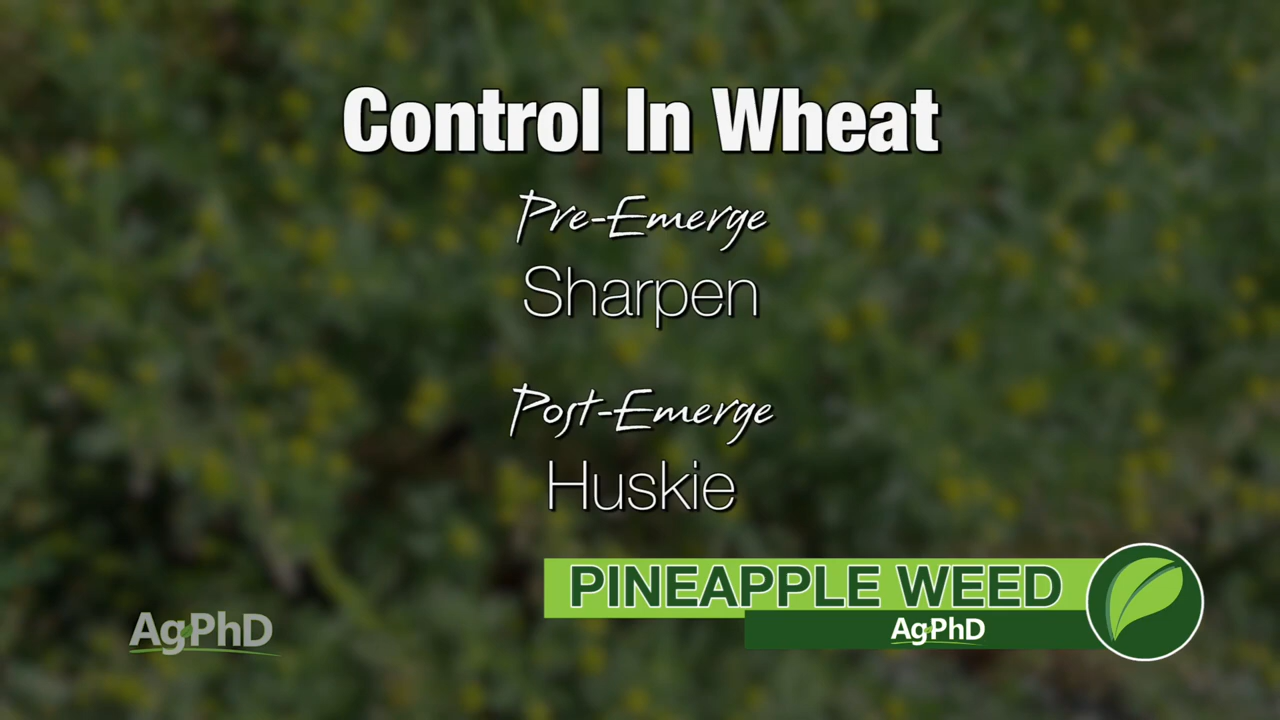 Control In Wheat
Pre-Emerge
Sharpen
Post-Emerge
Huskie
PINEAPPLE WEED
AgPhD
AgPhD